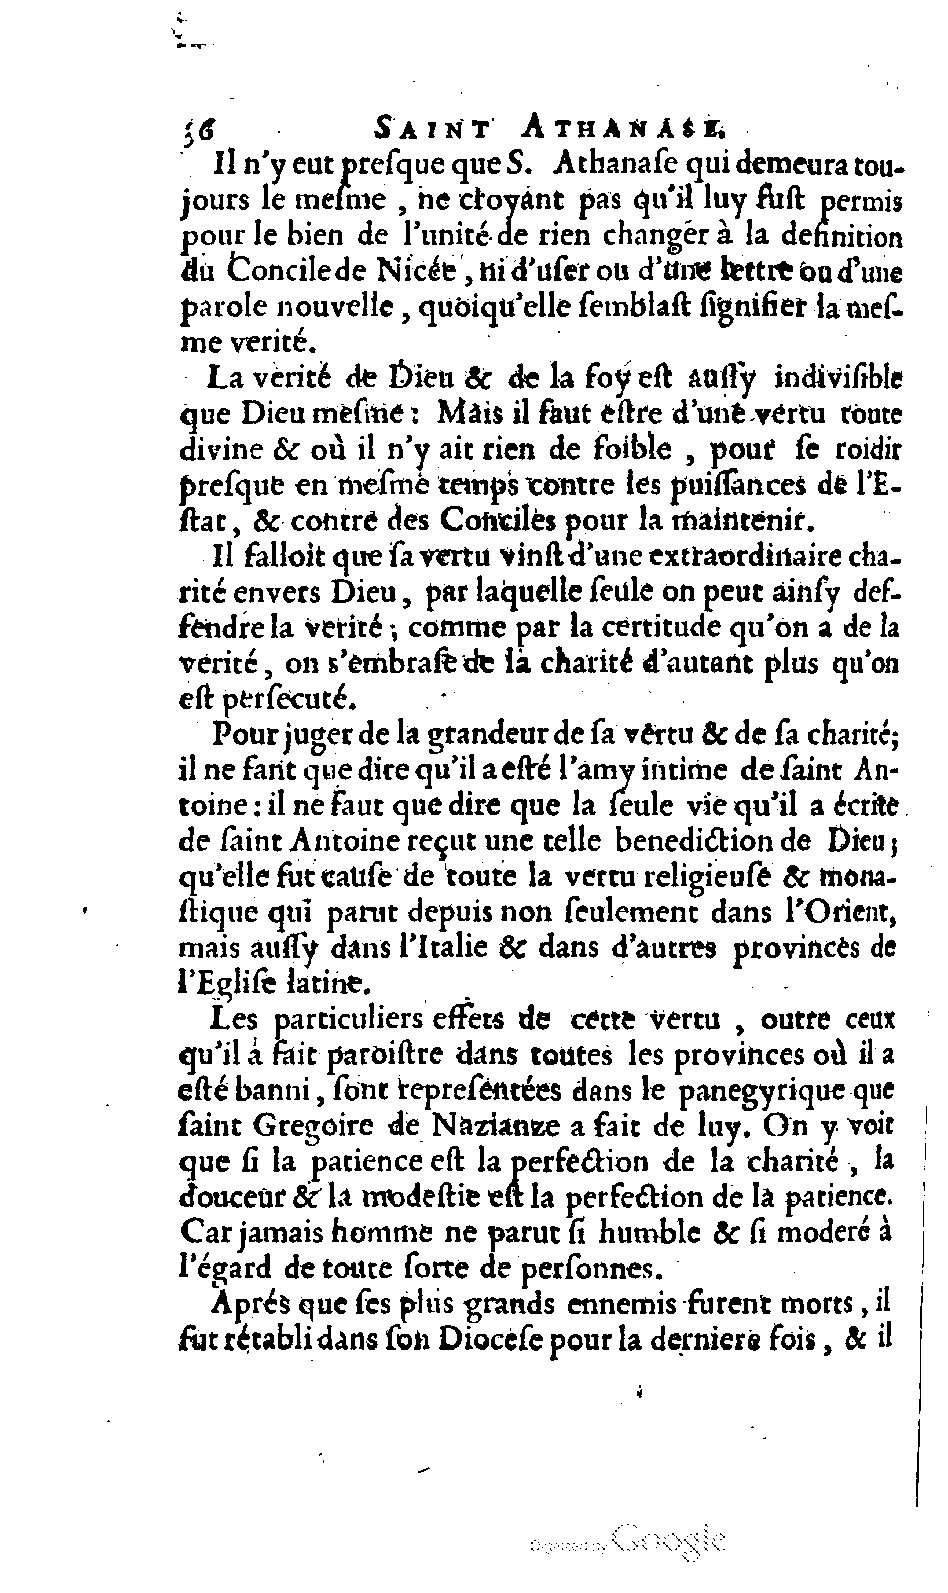 36 SAINT ATHANASE.
Il n'y eut preſque que S. Athanaſe qui demeura tou-
jours le meſme, ne croyant pas qu'il luy fuſt permis
pour le bien de l'unité de rien changer à la definition
du Concile de Nicée, ni d'uſer ou d'une lettre ou d'une
parole nouvelle, quoiqu'elle ſemblaſt ſignifier la meſ-
me verité.
La verité de Dieu & de la foy eſt auſſy indiviſible
que Dieu meſme: Mais il faut eſtre d'une vertu toute
divine & où il n'y ait rien de foible, pour ſe roidir
preſque en meſme temps contre les puiſſances de l'E-
ſtat, & contre des Conciles pour la maintenir.
Il falloit que ſa vertu vinſt d'une extraordinaire cha-
rité envers Dieu, par laquelle ſeule on peut ainſy def-
fendre la verité; comme par la certitude qu'on a de la
verité, on s'embraſe de la charité d'autant plus qu'on
eſt perſecuté.
Pour juger de la grandeur de ſa vertu & de ſa charité;
il ne faut que dire qu'il a eſté l'amy intime de ſaint An-
toine: il ne faut que dire que la ſeule vie qu'il a écrite
de ſaint Antoine reçut une telle benediction de Dieu;
qu'elle fut cauſe de toute la vertu religieuſe & mona-
ſtique qui parut depuis non ſeulement dans l'Orient,
mais auſſy dans l'Italie & dans d'autres provinces de
l'Egliſe latine.
Les particuliers effets de cette vertu, outre ceux
qu'il a fait paroiſtre dans toutes les provinces où il a
eſté banni, ſont repreſentées dans le panegyrique que
ſaint Gregoire de Nazianze a fait de luy. On y voit
que ſi la patience eſt la perfection de la charité, la
douceur & la modeſtie eſt la perfection de la patience.
Car jamais homme ne parut ſi humble & ſi moderé à
l'égard de toute ſorte de perſonnes.
Aprés que ſes plus grands ennemis furent morts, il
fut rétabli dans ſon Dioceſe pour la derniere fois, & il
Digitized by Google